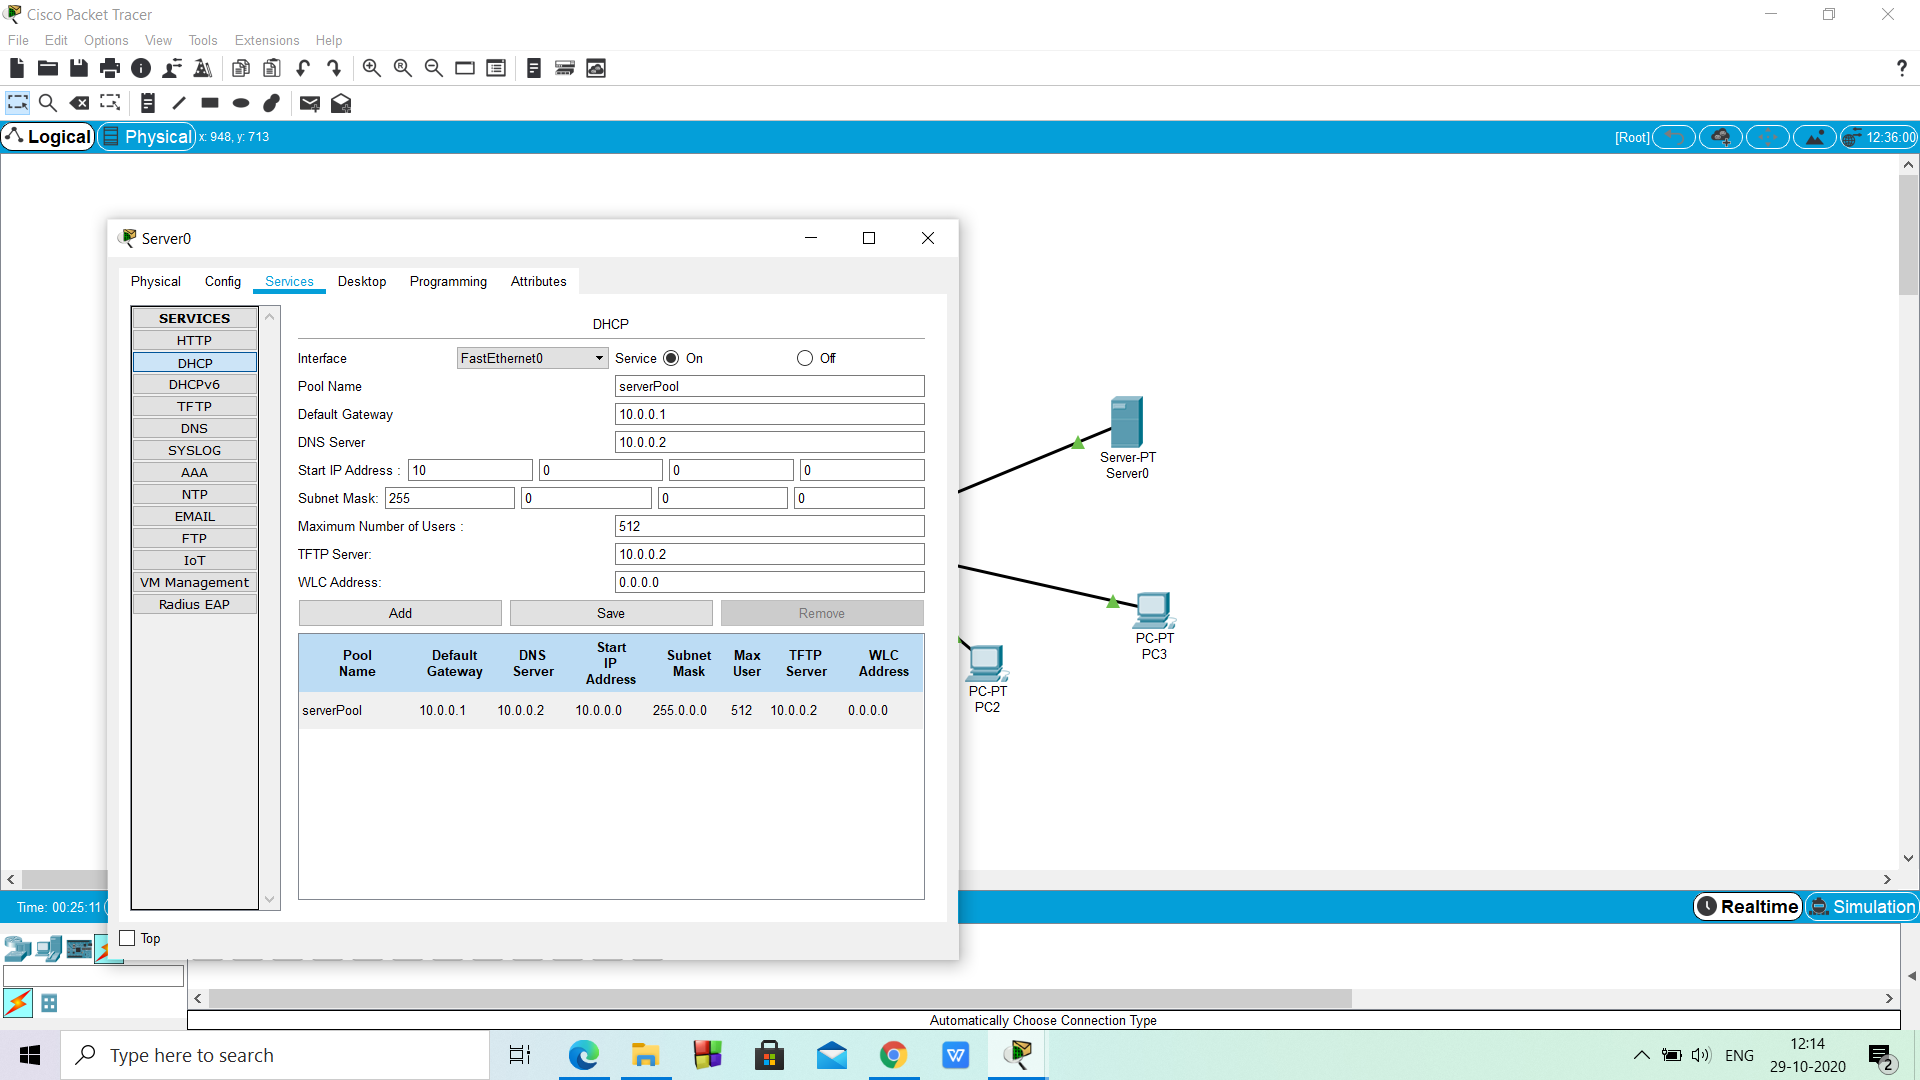 Cisco Packet Tracer
File Edit Options View Tools Extensions Help
?
Logical Physical x: 948, y: 713 [Root] 12:36:00
Server0
Physical Config Services Desktop Programming Attributes
SERVICES
HTTP
DHCP
DHCPv6
TFTP
DNS
SYSLOG
AAA
NTP
EMAIL
FTP
IoT
VM Management
Radius EAP
DHCP
Interface FastEthernet0 Service On Off
Pool Name serverPool
Default Gateway 10.0.0.1
DNS Server 10.0.0.2
Start IP Address : 10 0 0 0
Subnet Mask: 255 0 0 0
Maximum Number of Users : 512
TFTP Server: 10.0.0.2
WLC Address: 0.0.0.0
Add Save Remove
Pool Name Default Gateway DNS Server Start IP Address Subnet Mask Max User TFTP Server WLC Address
serverPool 10.0.0.1 10.0.0.2 10.0.0.0 255.0.0.0 512 10.0.0.2 0.0.0.0
Top
Server-PT
Server0
PC-PT
PC3
PC-PT
PC2
Time: 00:25:11 Realtime Simulation
Automatically Choose Connection Type
Type here to search
ENG
12:14
29-10-2020
2